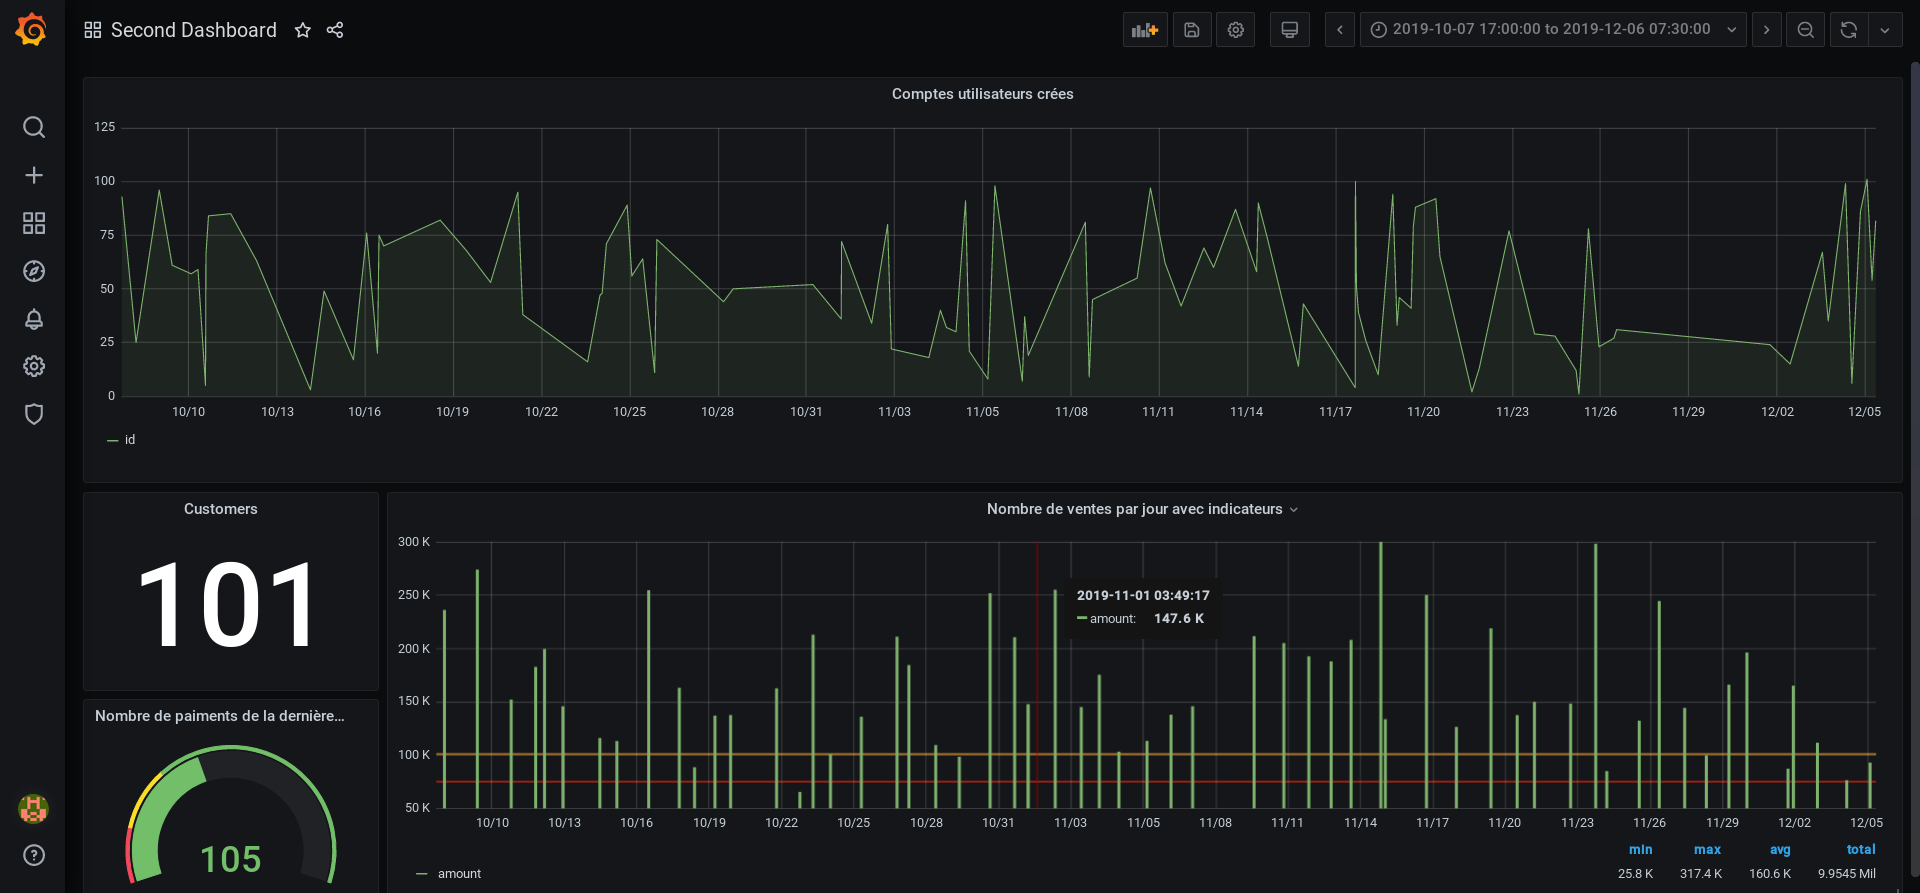 Second Dashboard
2019-10-07 17:00:00 to 2019-12-06 07:30:00
Comptes utilisateurs crées
125
100
75
50
25
0
10/10 10/13 10/16 10/19 10/22 10/25 10/28 10/31 11/03 11/05 11/08 11/11 11/14 11/17 11/20 11/23 11/26 11/29 12/02 12/05
id
Customers
101
Nombre de paiments de la dernière...
105
Nombre de ventes par jour avec indicateurs
300 K
250 K
200 K
150 K
100 K
50 K
2019-11-01 03:49:17
amount: 147.6 K
10/10 10/13 10/16 10/19 10/22 10/25 10/28 10/31 11/03 11/05 11/08 11/11 11/14 11/17 11/20 11/23 11/26 11/29 12/02 12/05
min max avg total
amount 25.8 K 317.4 K 160.6 K 9.9545 Mil